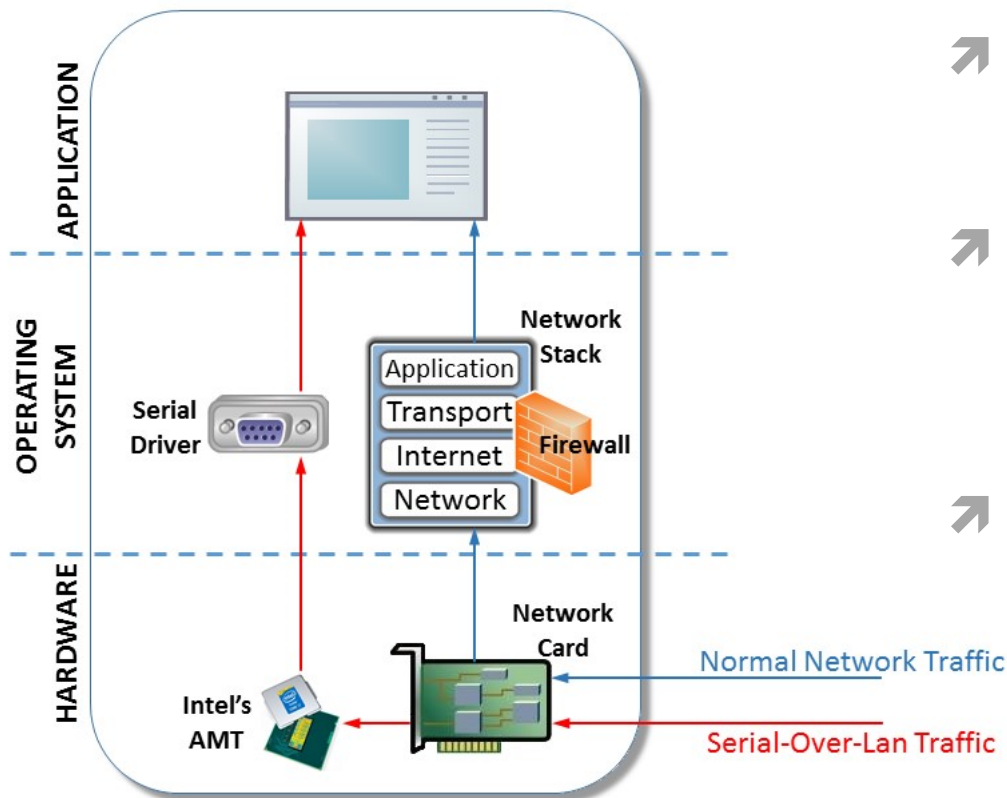 APPLICATION
OPERATING
SYSTEM
HARDWARE
Network
Stack
Application
Transport
Internet
Network
Firewall
Serial
Driver
Network
Card
Intel's
AMT
Normal Network Traffic
Serial-Over-Lan Traffic